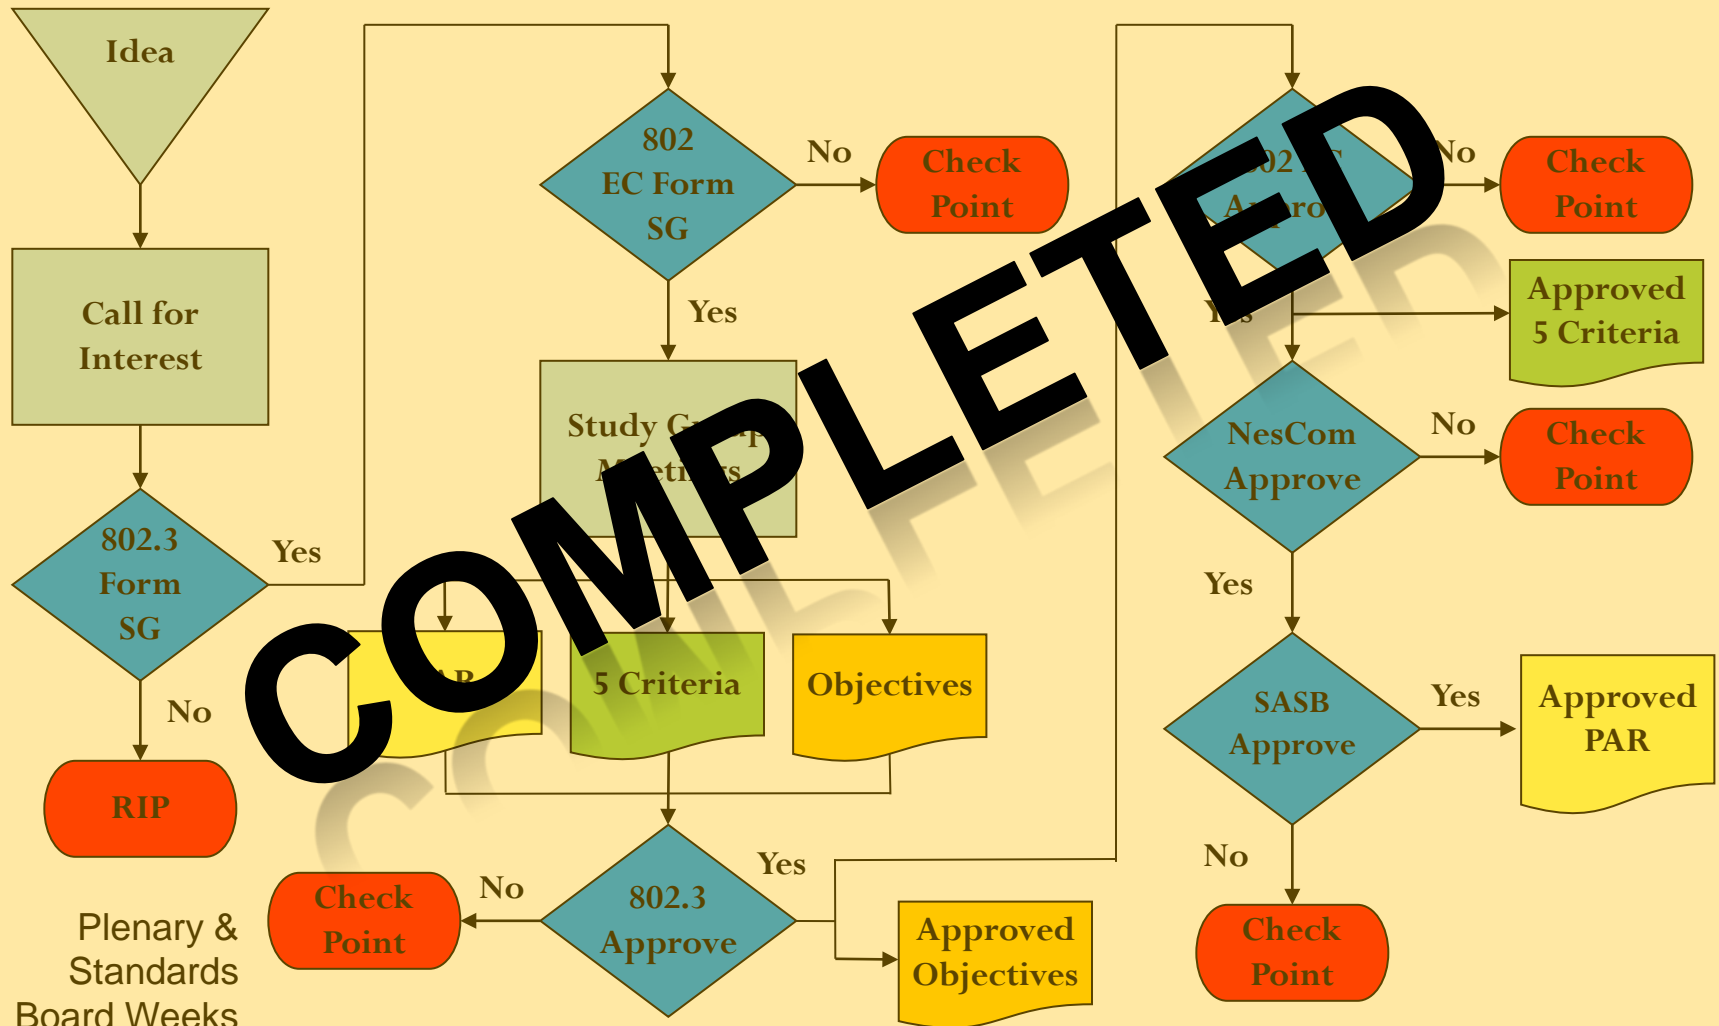 Idea
Call for
Interest
802.3
Form
SG
Yes
No
RIP
Plenary &
Standards
Board Weeks
802
EC Form
SG
No
Check
Point
Yes
Study
5 Criteria
Objectives
802.3
Approve
No
Check
Point
Yes
Approved
Objectives
No
Check
Point
Yes
Approved
5 Criteria
NesCom
Approve
No
Check
Point
Yes
SASB
Approve
Yes
Approved
PAR
No
Check
Point
COMPLETED